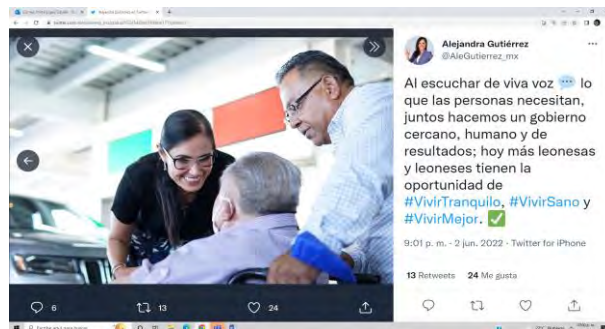 Alejandra Gutiérrez
@AleGutierrez_mx
Al escuchar de viva voz 💬 lo
que las personas necesitan,
juntos hacemos un gobierno
cercano, humano y de
resultados; hoy más leonesas
y leoneses tienen la
oportunidad de
#VivirTranquilo, #VivirSano y
#VivirMejor. ✅
9:01 p. m. · 2 jun. 2022 · Twitter for iPhone
13 Retweets 24 Me gusta
6 13 24